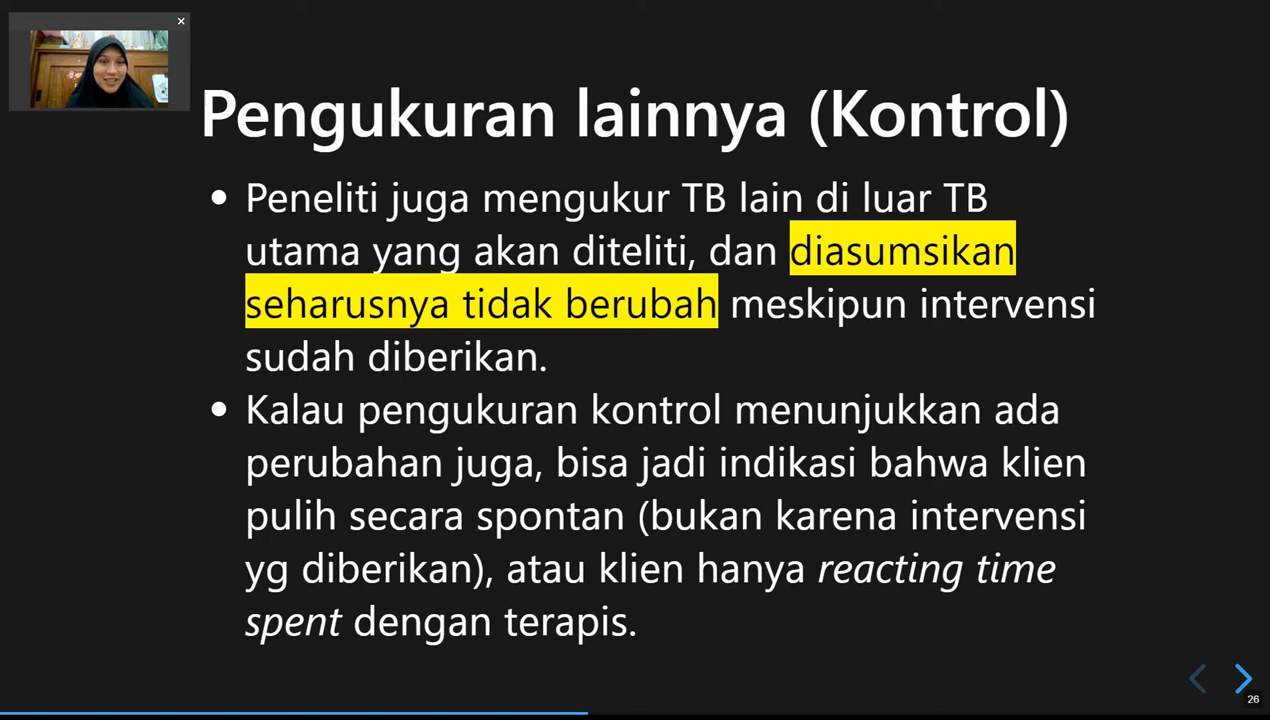 Pengukuran lainnya (Kontrol)
• Peneliti juga mengukur TB lain di luar TB
utama yang akan diteliti, dan diasumsikan
seharusnya tidak berubah meskipun intervensi
sudah diberikan.
• Kalau pengukuran kontrol menunjukkan ada
perubahan juga, bisa jadi indikasi bahwa klien
pulih secara spontan (bukan karena intervensi
yg diberikan), atau klien hanya reacting time
spent dengan terapis.
26